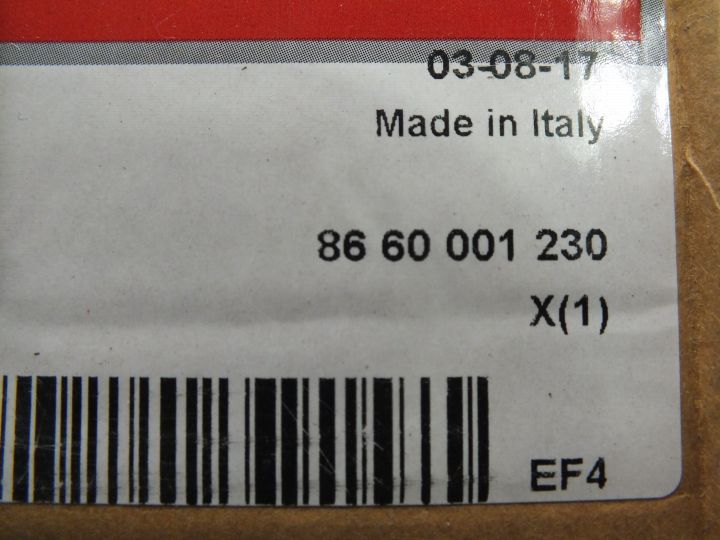 03-08-17
Made in Italy
86 60 001 230
X(1)
EF4